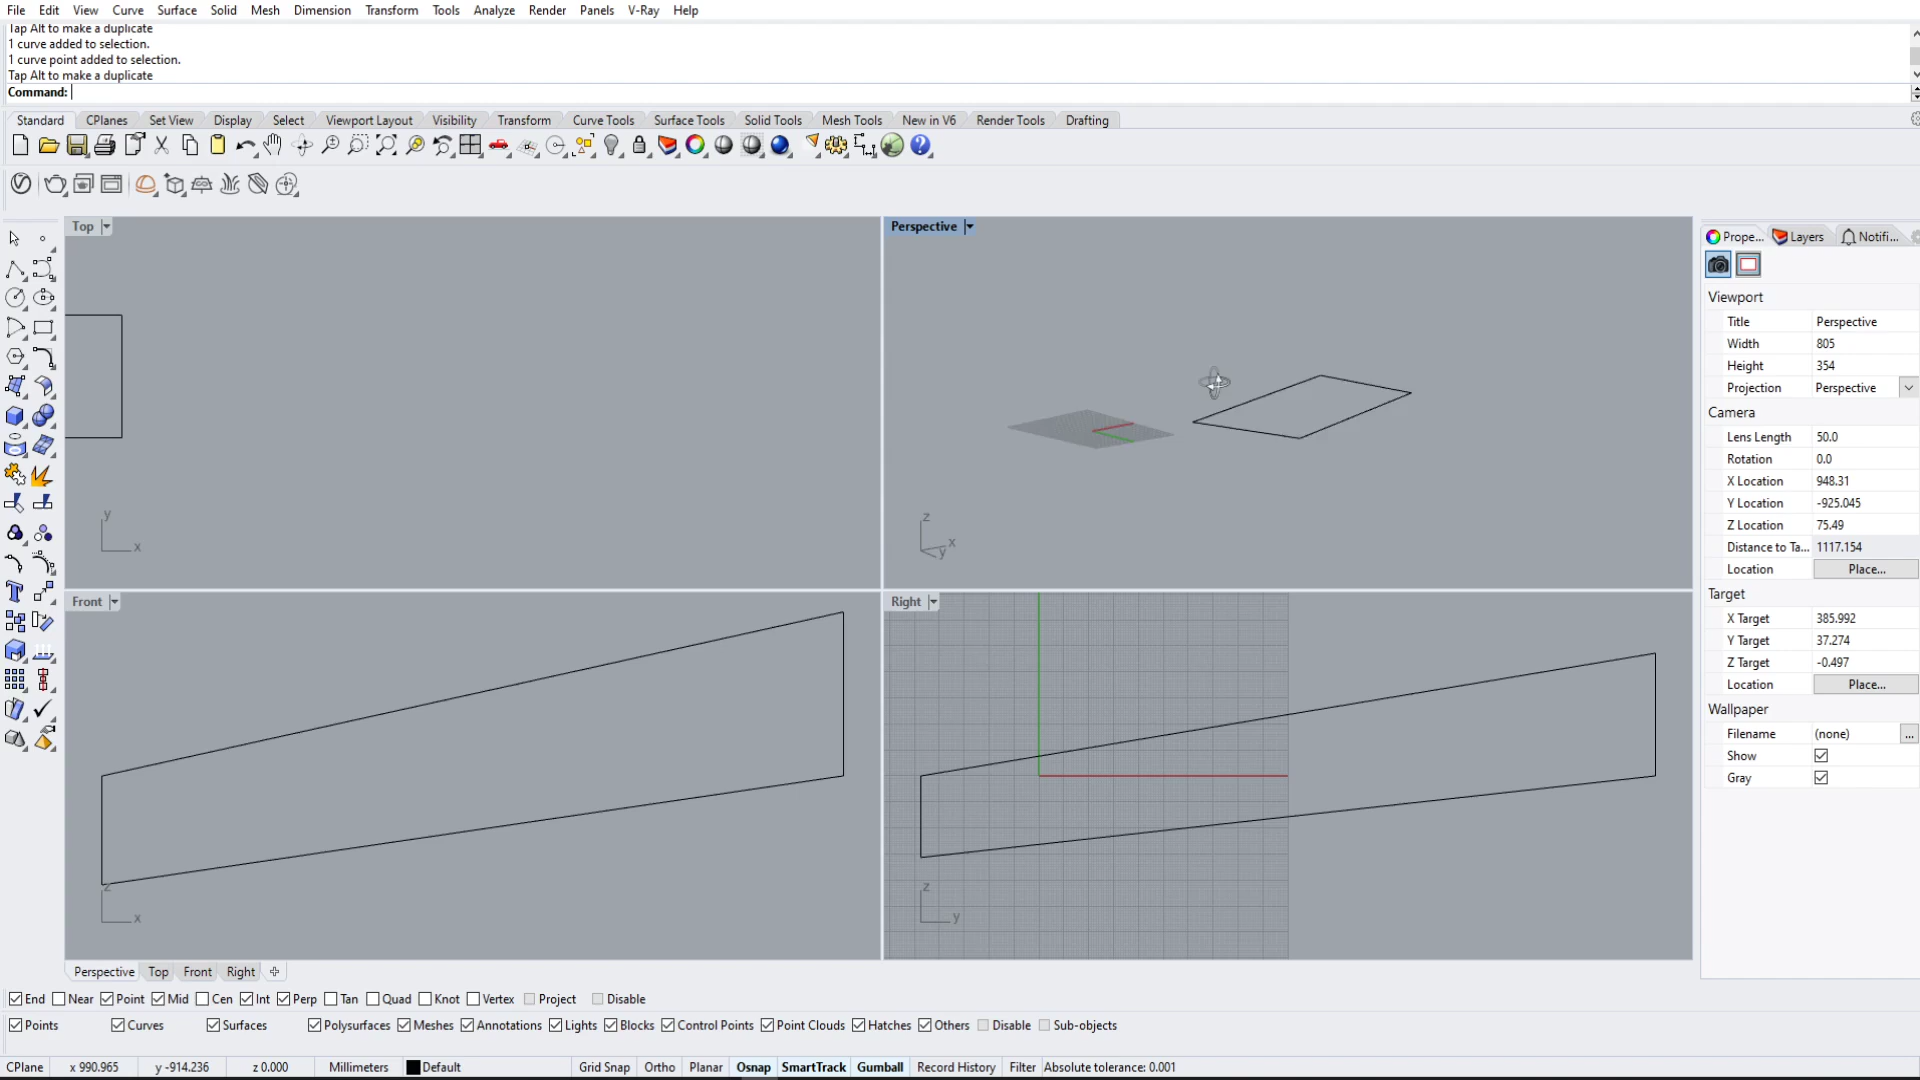 File Edit View Curve Surface Solid Mesh Dimension Transform Tools Analyze Render Panels V-Ray Help
Tap Alt to make a duplicate
1 curve added to selection.
1 curve point added to selection.
Tap Alt to make a duplicate
Command:
Standard CPlanes Set View Display Select Viewport Layout Visibility Transform Curve Tools Surface Tools Solid Tools Mesh Tools New in V6 Render Tools Drafting
Top
Perspective
Prope... Layers Notifi...
Viewport
Title Perspective
Width 805
Height 354
Projection Perspective
Camera
Lens Length 50.0
Rotation 0.0
X Location 948.31
Y Location -925.045
Z Location 75.49
Distance to Ta... 1117.154
Location Place...
Target
X Target 385.992
Y Target 37.274
Z Target -0.497
Location Place...
Wallpaper
Filename (none) ...
Show
Gray
y
x
z
x
y
Front
Right
z
x
z
y
Perspective Top Front Right
End Near Point Mid Cen Int Perp Tan Quad Knot Vertex Project Disable
Points Curves Surfaces Polysurfaces Meshes Annotations Lights Blocks Control Points Point Clouds Hatches Others Disable Sub-objects
CPlane x 990.965 y -914.236 z 0.000 Millimeters Default Grid Snap Ortho Planar Osnap SmartTrack Gumball Record History Filter Absolute tolerance: 0.001